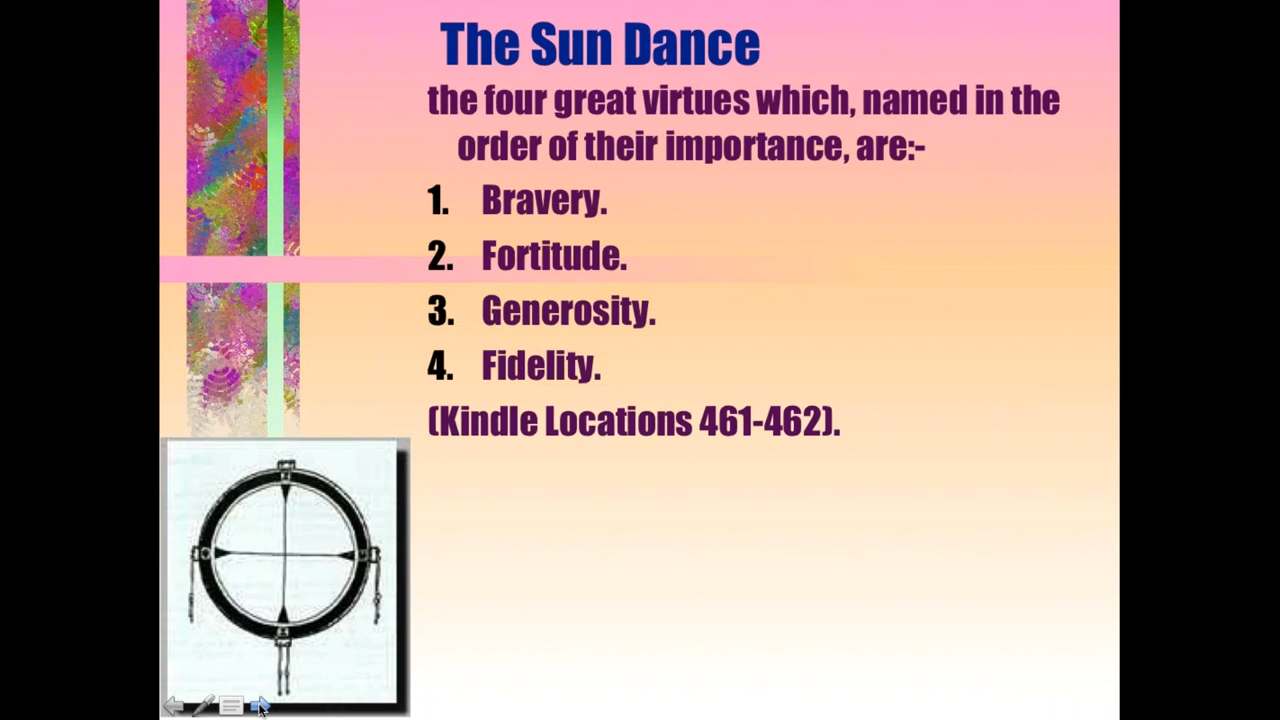 The Sun Dance
the four great virtues which, named in the
order of their importance, are:-
1. Bravery.
2. Fortitude.
3. Generosity.
4. Fidelity.
(Kindle Locations 461-462).